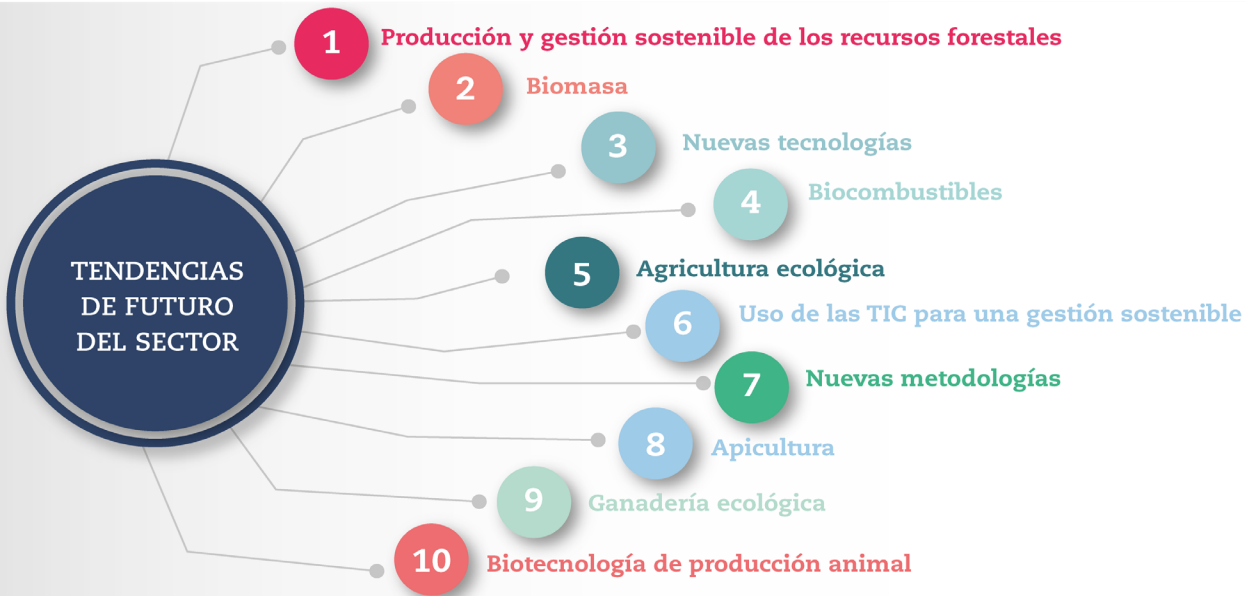 TENDENCIAS
DE FUTURO
DEL SECTOR
1 Producción y gestión sostenible de los recursos forestales
2 Biomasa
3 Nuevas tecnologías
4 Biocombustibles
5 Agricultura ecológica
6 Uso de las TIC para una gestión sostenible
7 Nuevas metodologías
8 Apicultura
9 Ganadería ecológica
10 Biotecnología de producción animal